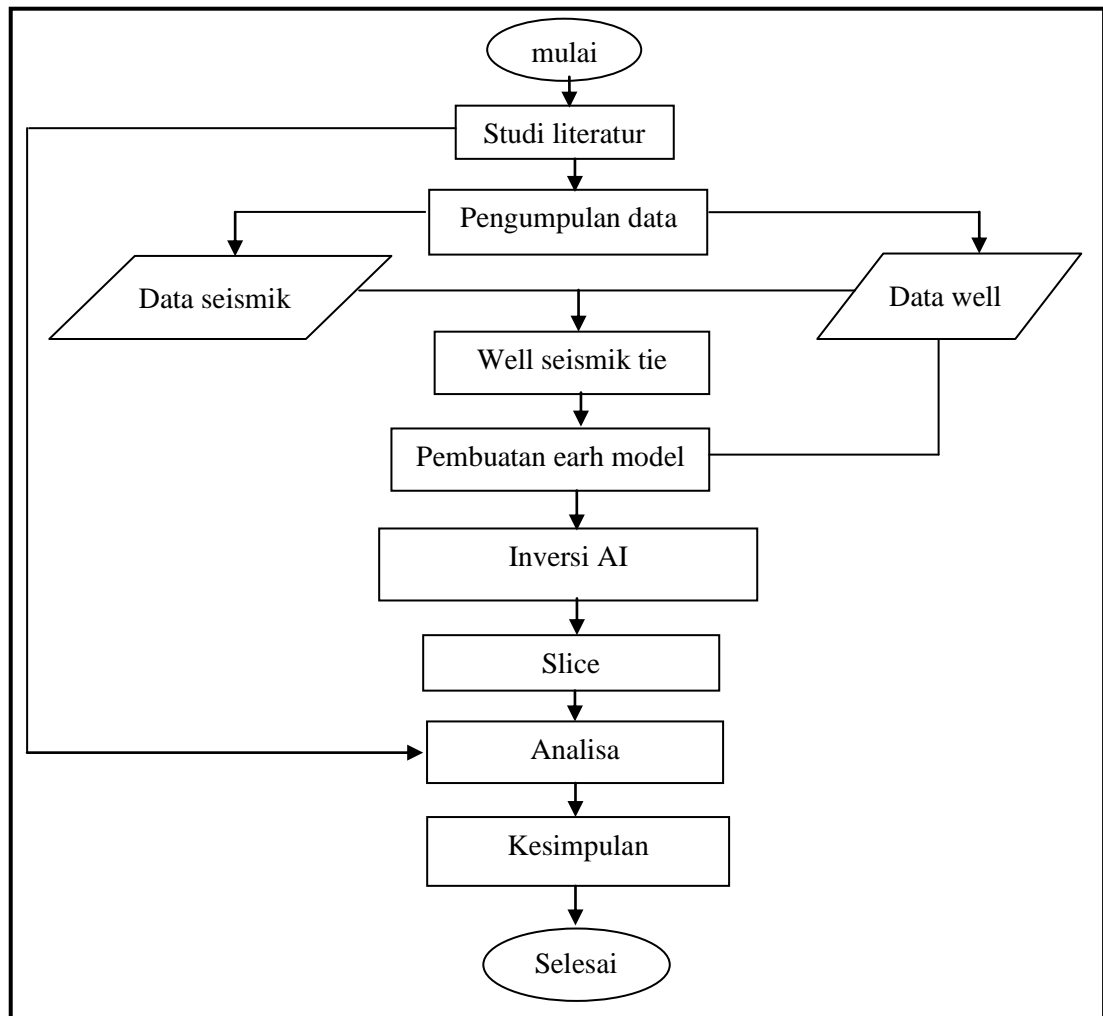 mulai
Studi literatur
Pengumpulan data
Data seismik
Data well
Well seismik tie
Pembuatan earh model
Inversi AI
Slice
Analisa
Kesimpulan
Selesai